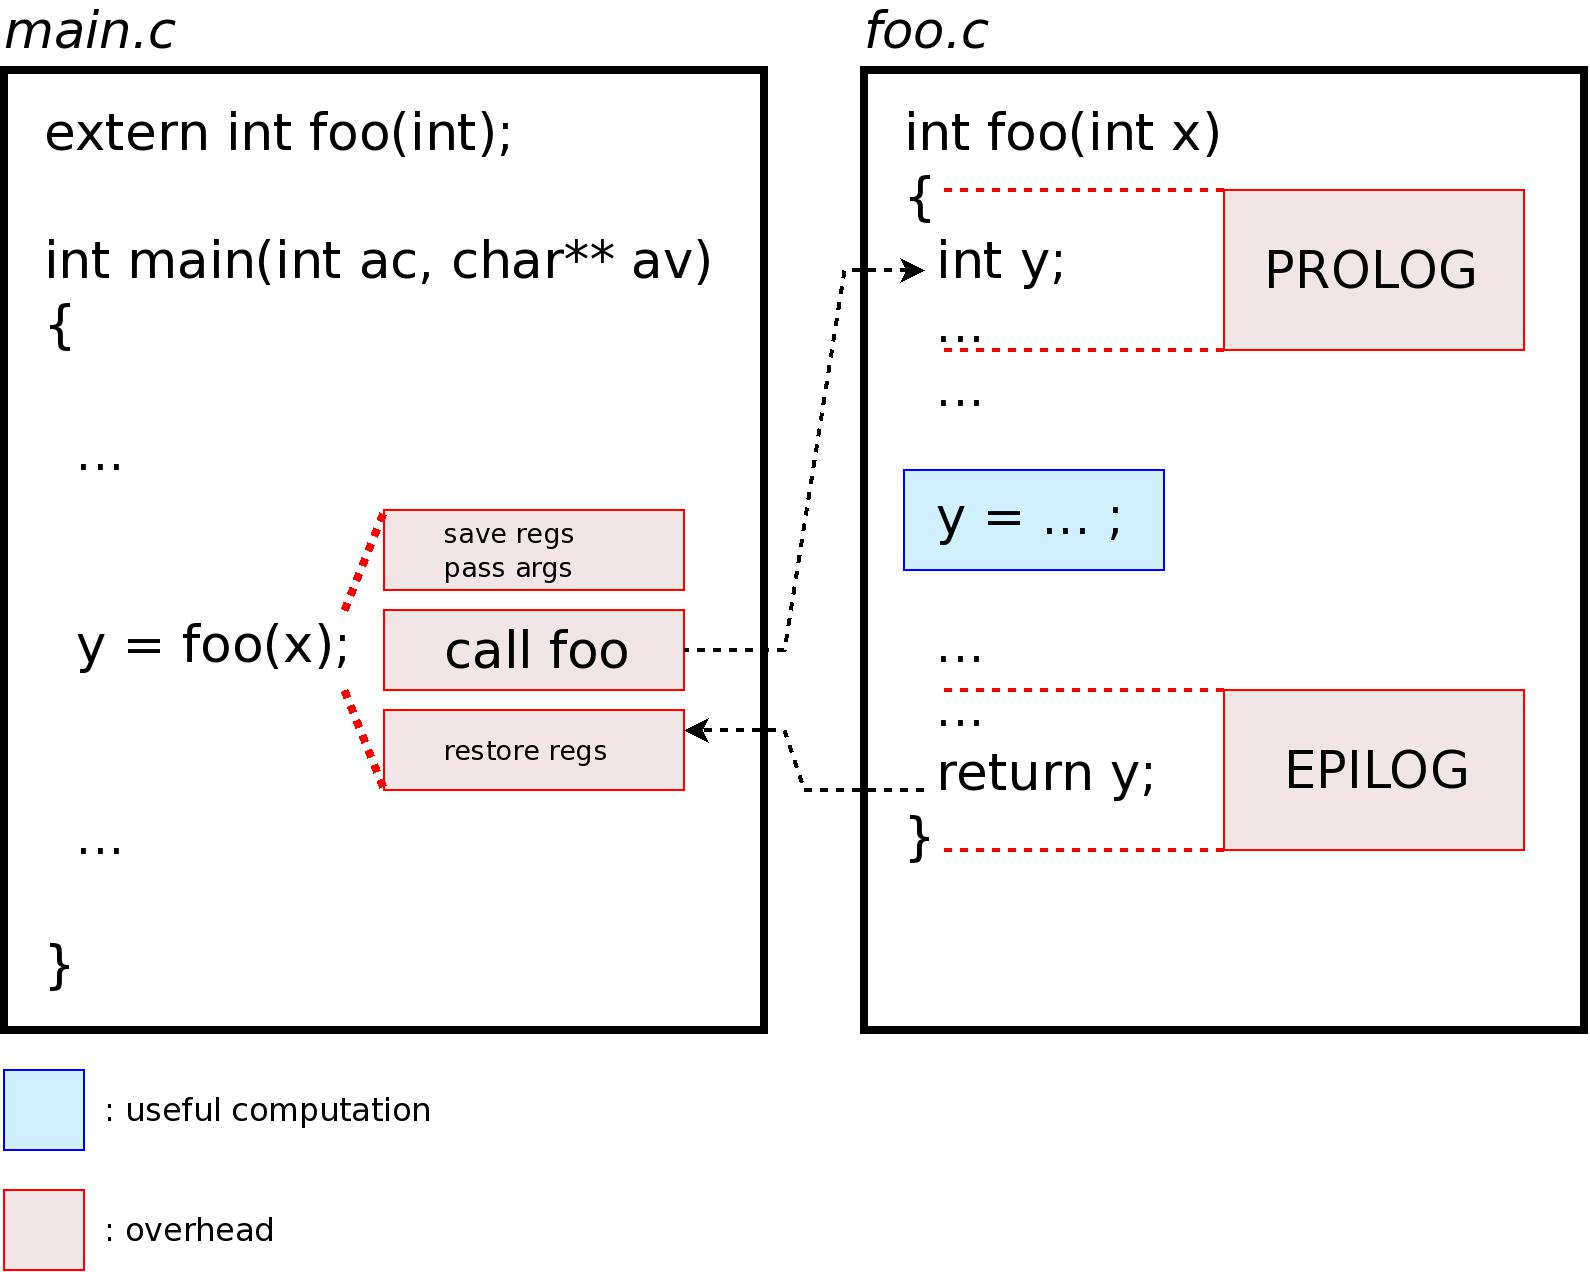 main.c
extern int foo(int);
int main(int ac, char** av)
{
...
save regs
pass args
y = foo(x);
call foo
restore regs
...
}
foo.c
int foo(int x)
{
int y;
PROLOG
...
...
y = ... ;
...
...
return y;
EPILOG
}
: useful computation
: overhead